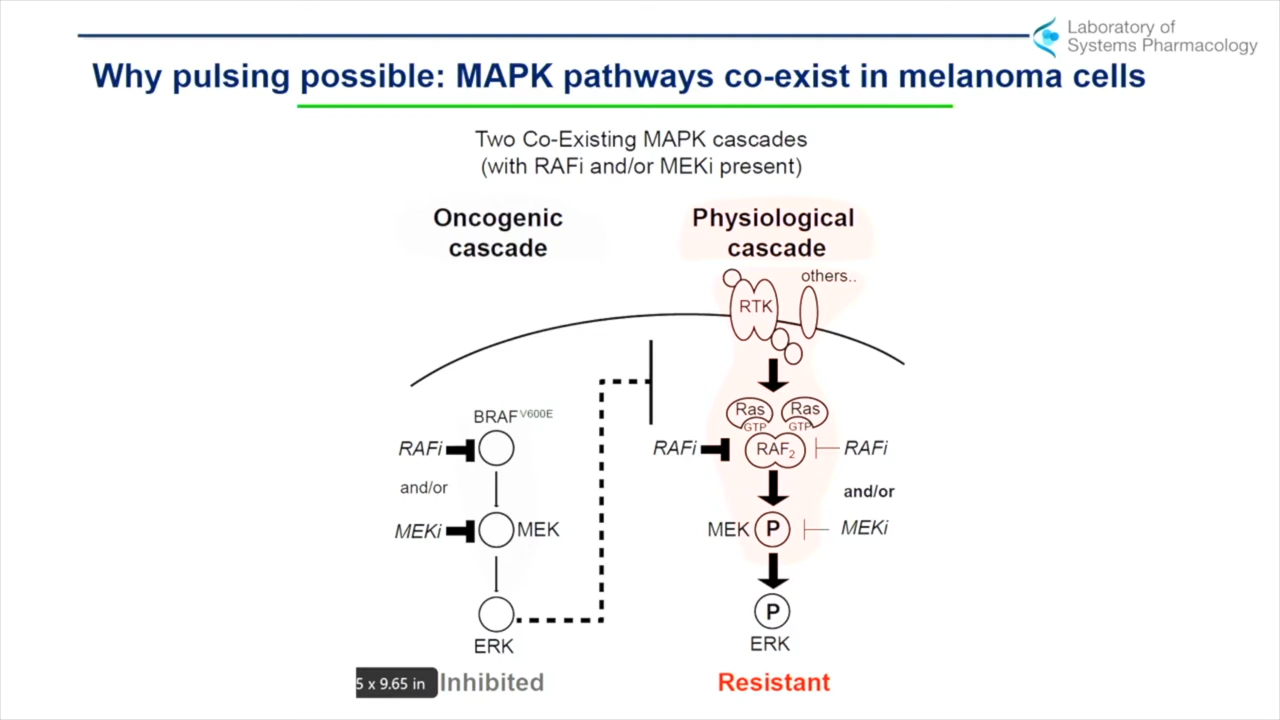 Laboratory of
Systems Pharmacology
Why pulsing possible: MAPK pathways co-exist in melanoma cells
Two Co-Existing MAPK cascades
(with RAFi and/or MEKi present)
Oncogenic
cascade
Physiological
cascade
others..
RTK
BRAF V600E
Ras
Ras
GTP
GTP
RAFi
RAFi
RAF2
RAFi
and/or
and/or
MEKi
MEK
MEK
P
MEKi
P
ERK
ERK
5 x 9.65 in
Inhibited
Resistant